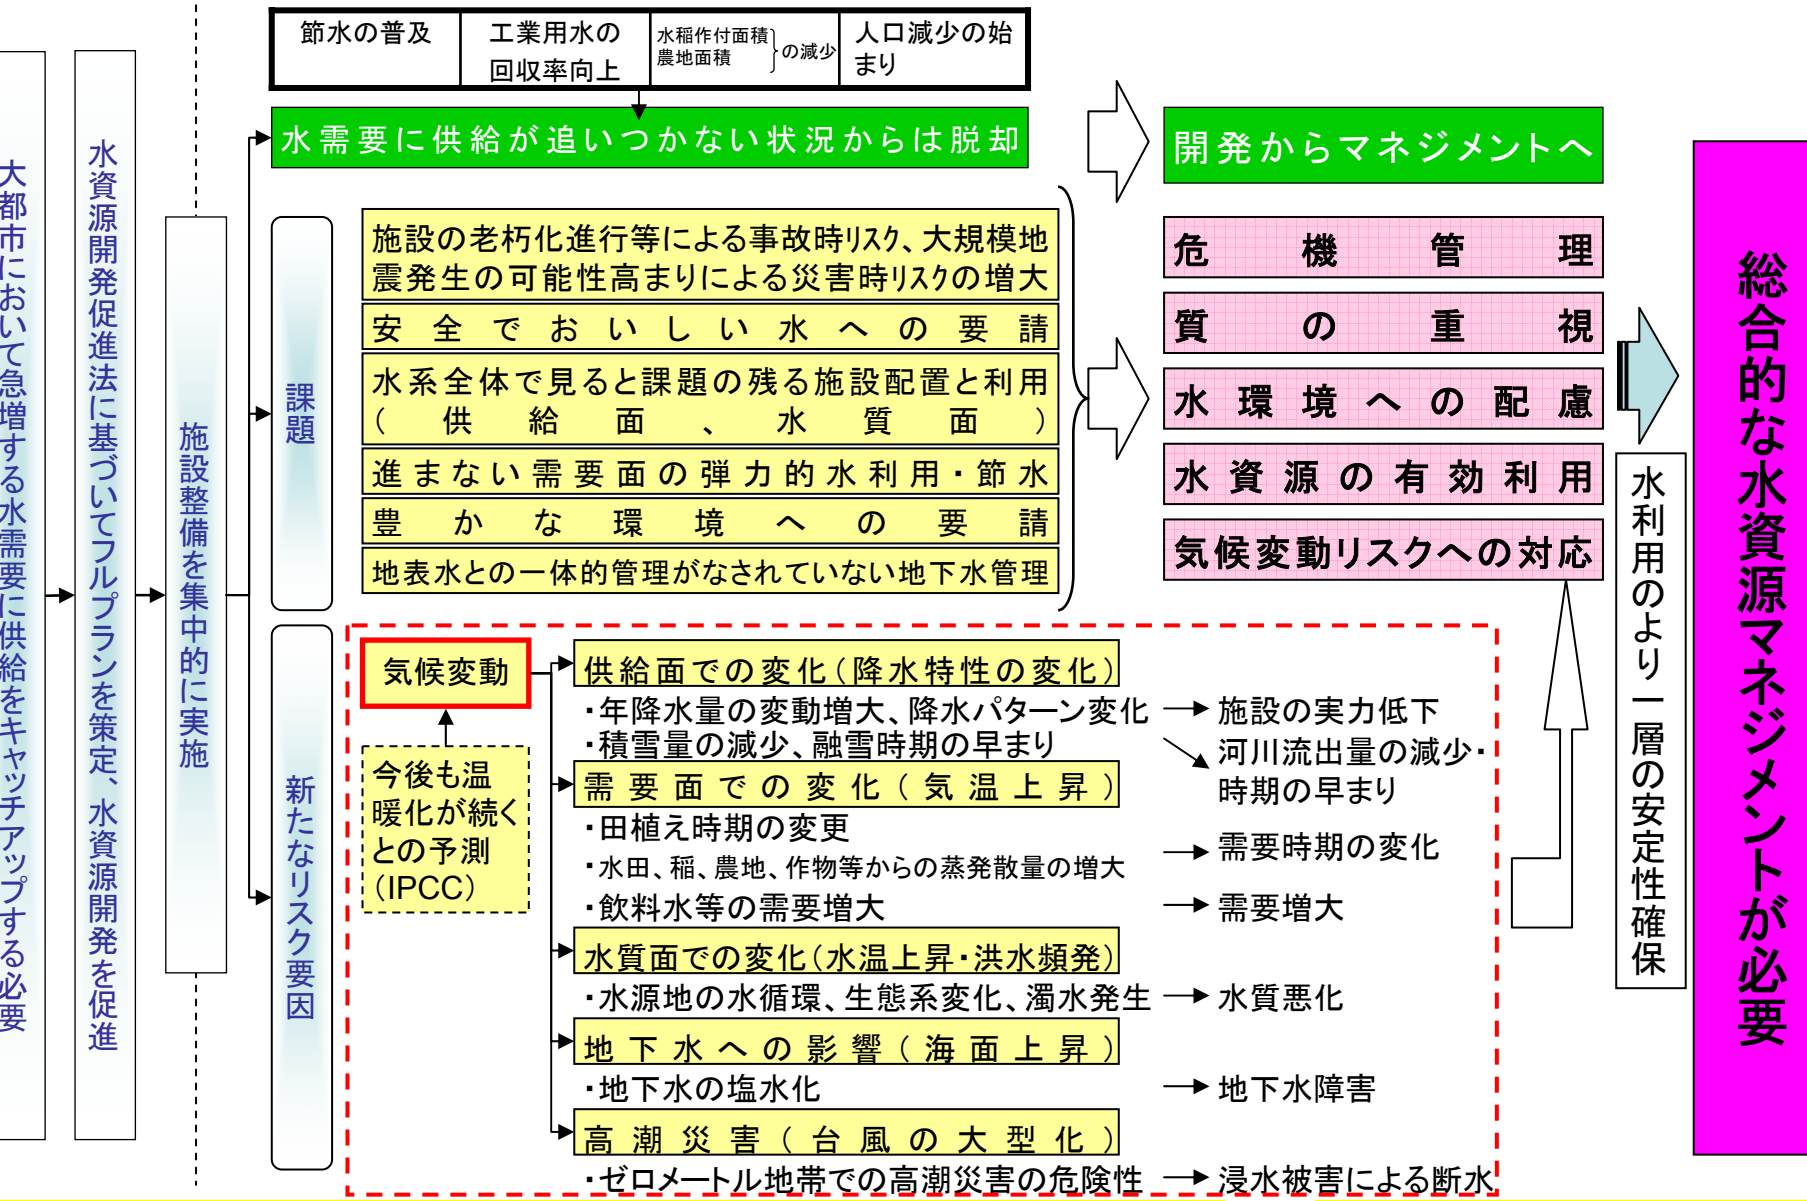 大都市において急増する水需要に供給をキャッチアップする必要
水資源開発促進法に基づいてフルプランを策定、水資源開発を促進
施設整備を集中的に実施
節水の普及
工業用水の
回収率向上
水稲作付面積
農地面積
}の減少
人口減少の始
まり
水需要に供給が追いつかない状況からは脱却
開発からマネジメントへ
課題
施設の老朽化進行等による事故時リスク、大規模地
震発生の可能性高まりによる災害時リスクの増大
安全でおいしい水への要請
水系全体で見ると課題の残る施設配置と利用
(供給面、水質面)
進まない需要面の弾力的水利用・節水
豊かな環境への要請
地表水との一体的管理がなされていない地下水管理
危機管理
質の重視
水環境への配慮
水資源の有効利用
気候変動リスクへの対応
新たなリスク要因
気候変動
今後も温
暖化が続く
との予測
(IPCC)
供給面での変化(降水特性の変化)
・年降水量の変動増大、降水パターン変化
・積雪量の減少、融雪時期の早まり
施設の実力低下
河川流出量の減少・
時期の早まり
需要面での変化(気温上昇)
・田植え時期の変更
・水田、稲、農地、作物等からの蒸発散量の増大
・飲料水等の需要増大
需要時期の変化
需要増大
水質面での変化(水温上昇・洪水頻発)
・水源地の水循環、生態系変化、濁水発生
水質悪化
地下水への影響(海面上昇)
・地下水の塩水化
地下水障害
高潮災害(台風の大型化)
・ゼロメートル地帯での高潮災害の危険性
浸水被害による断水
水利用のより一層の安定性確保
総合的な水資源マネジメントが必要